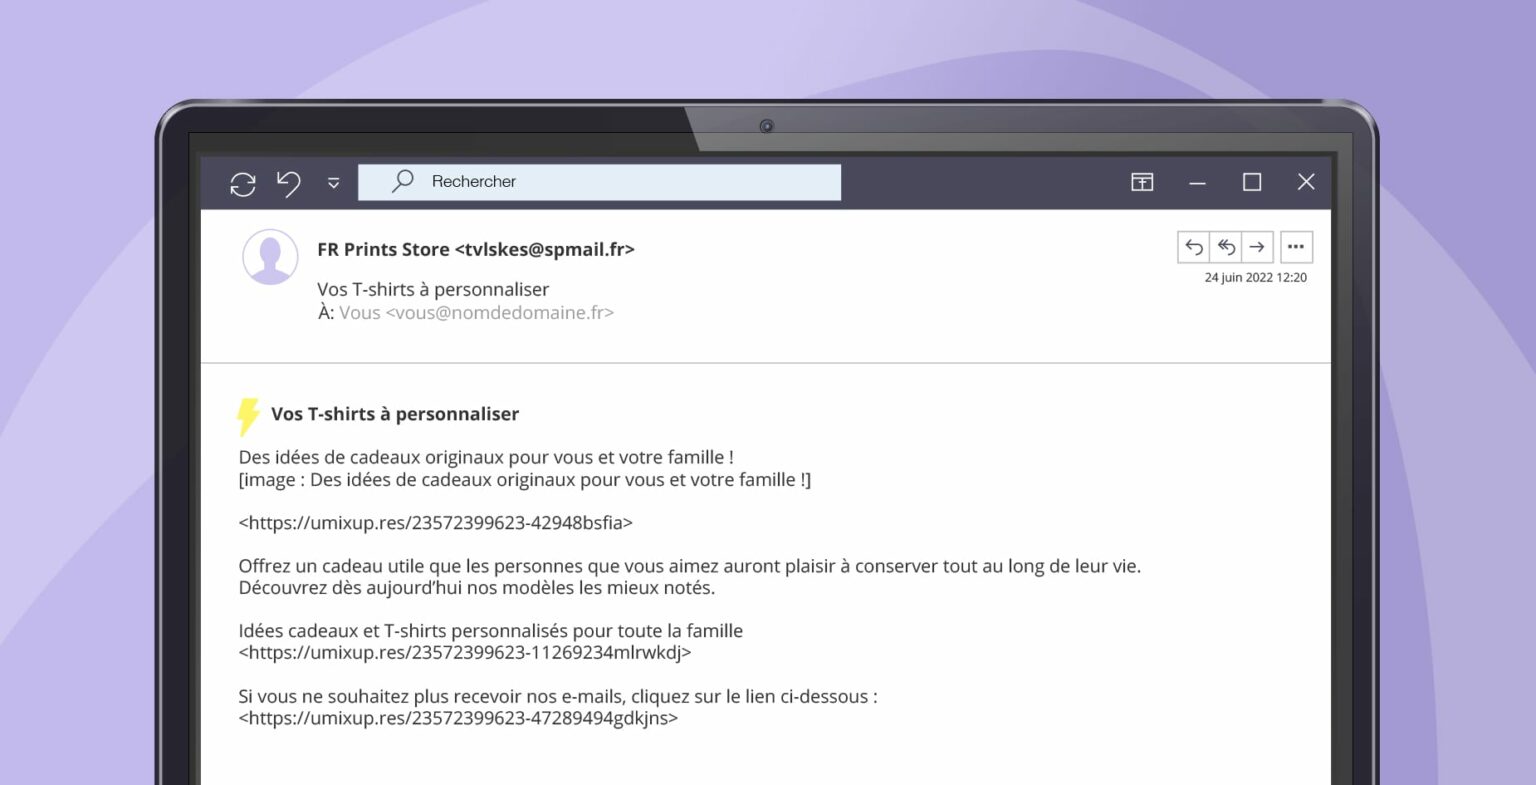 Rechercher
FR Prints Store <tvlskes@spmail.fr>
24 juin 2022 12:20
Vos T-shirts à personnaliser
À: Vous <vous@nomdedomaine.fr>
Vos T-shirts à personnaliser
Des idées de cadeaux originaux pour vous et votre famille !
[image : Des idées de cadeaux originaux pour vous et votre famille !]
<https://umixup.res/23572399623-42948bsfia>
Offrez un cadeau utile que les personnes que vous aimez auront plaisir à conserver tout au long de leur vie.
Découvrez dès aujourd’hui nos modèles les mieux notés.
Idées cadeaux et T-shirts personnalisés pour toute la famille
<https://umixup.res/23572399623-11269234mlrwkdj>
Si vous ne souhaitez plus recevoir nos e-mails, cliquez sur le lien ci-dessous :
<https://umixup.res/23572399623-47289494gdkjns>